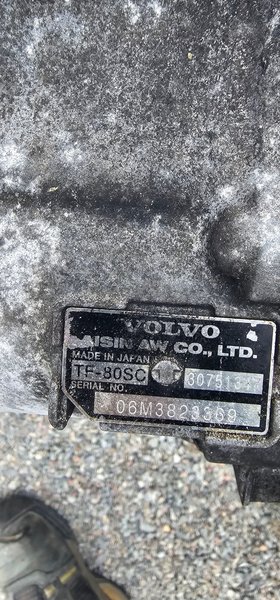 VOLVO
AISIN AW CO., LTD.
MADE IN JAPAN
TF-80SC
SERIAL NO.
06M3823369